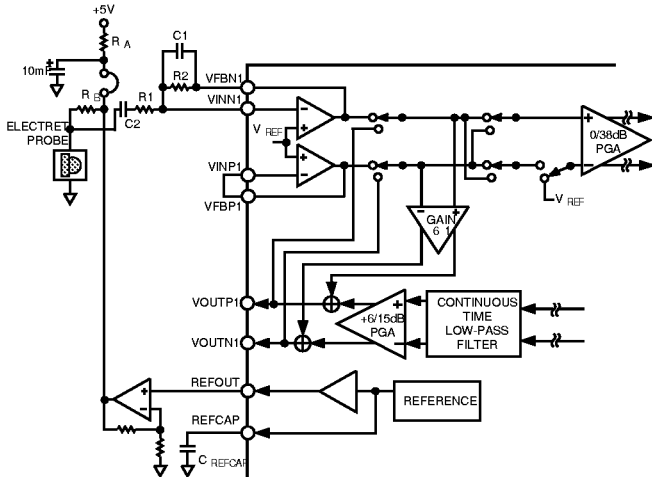 +5V
R A
+
10mF
C1
R2
VFBN1
R B
C2
R1
VINN1
ELECTRET
PROBE
V REF
VINP1
VFBP1
0/38dB
PGA
V REF
GAIN
6 1
VOUTP1
VOUTN1
+6/15dB
PGA
CONTINUOUS
TIME
LOW-PASS
FILTER
REFOUT
REFCAP
REFERENCE
C REFCAP